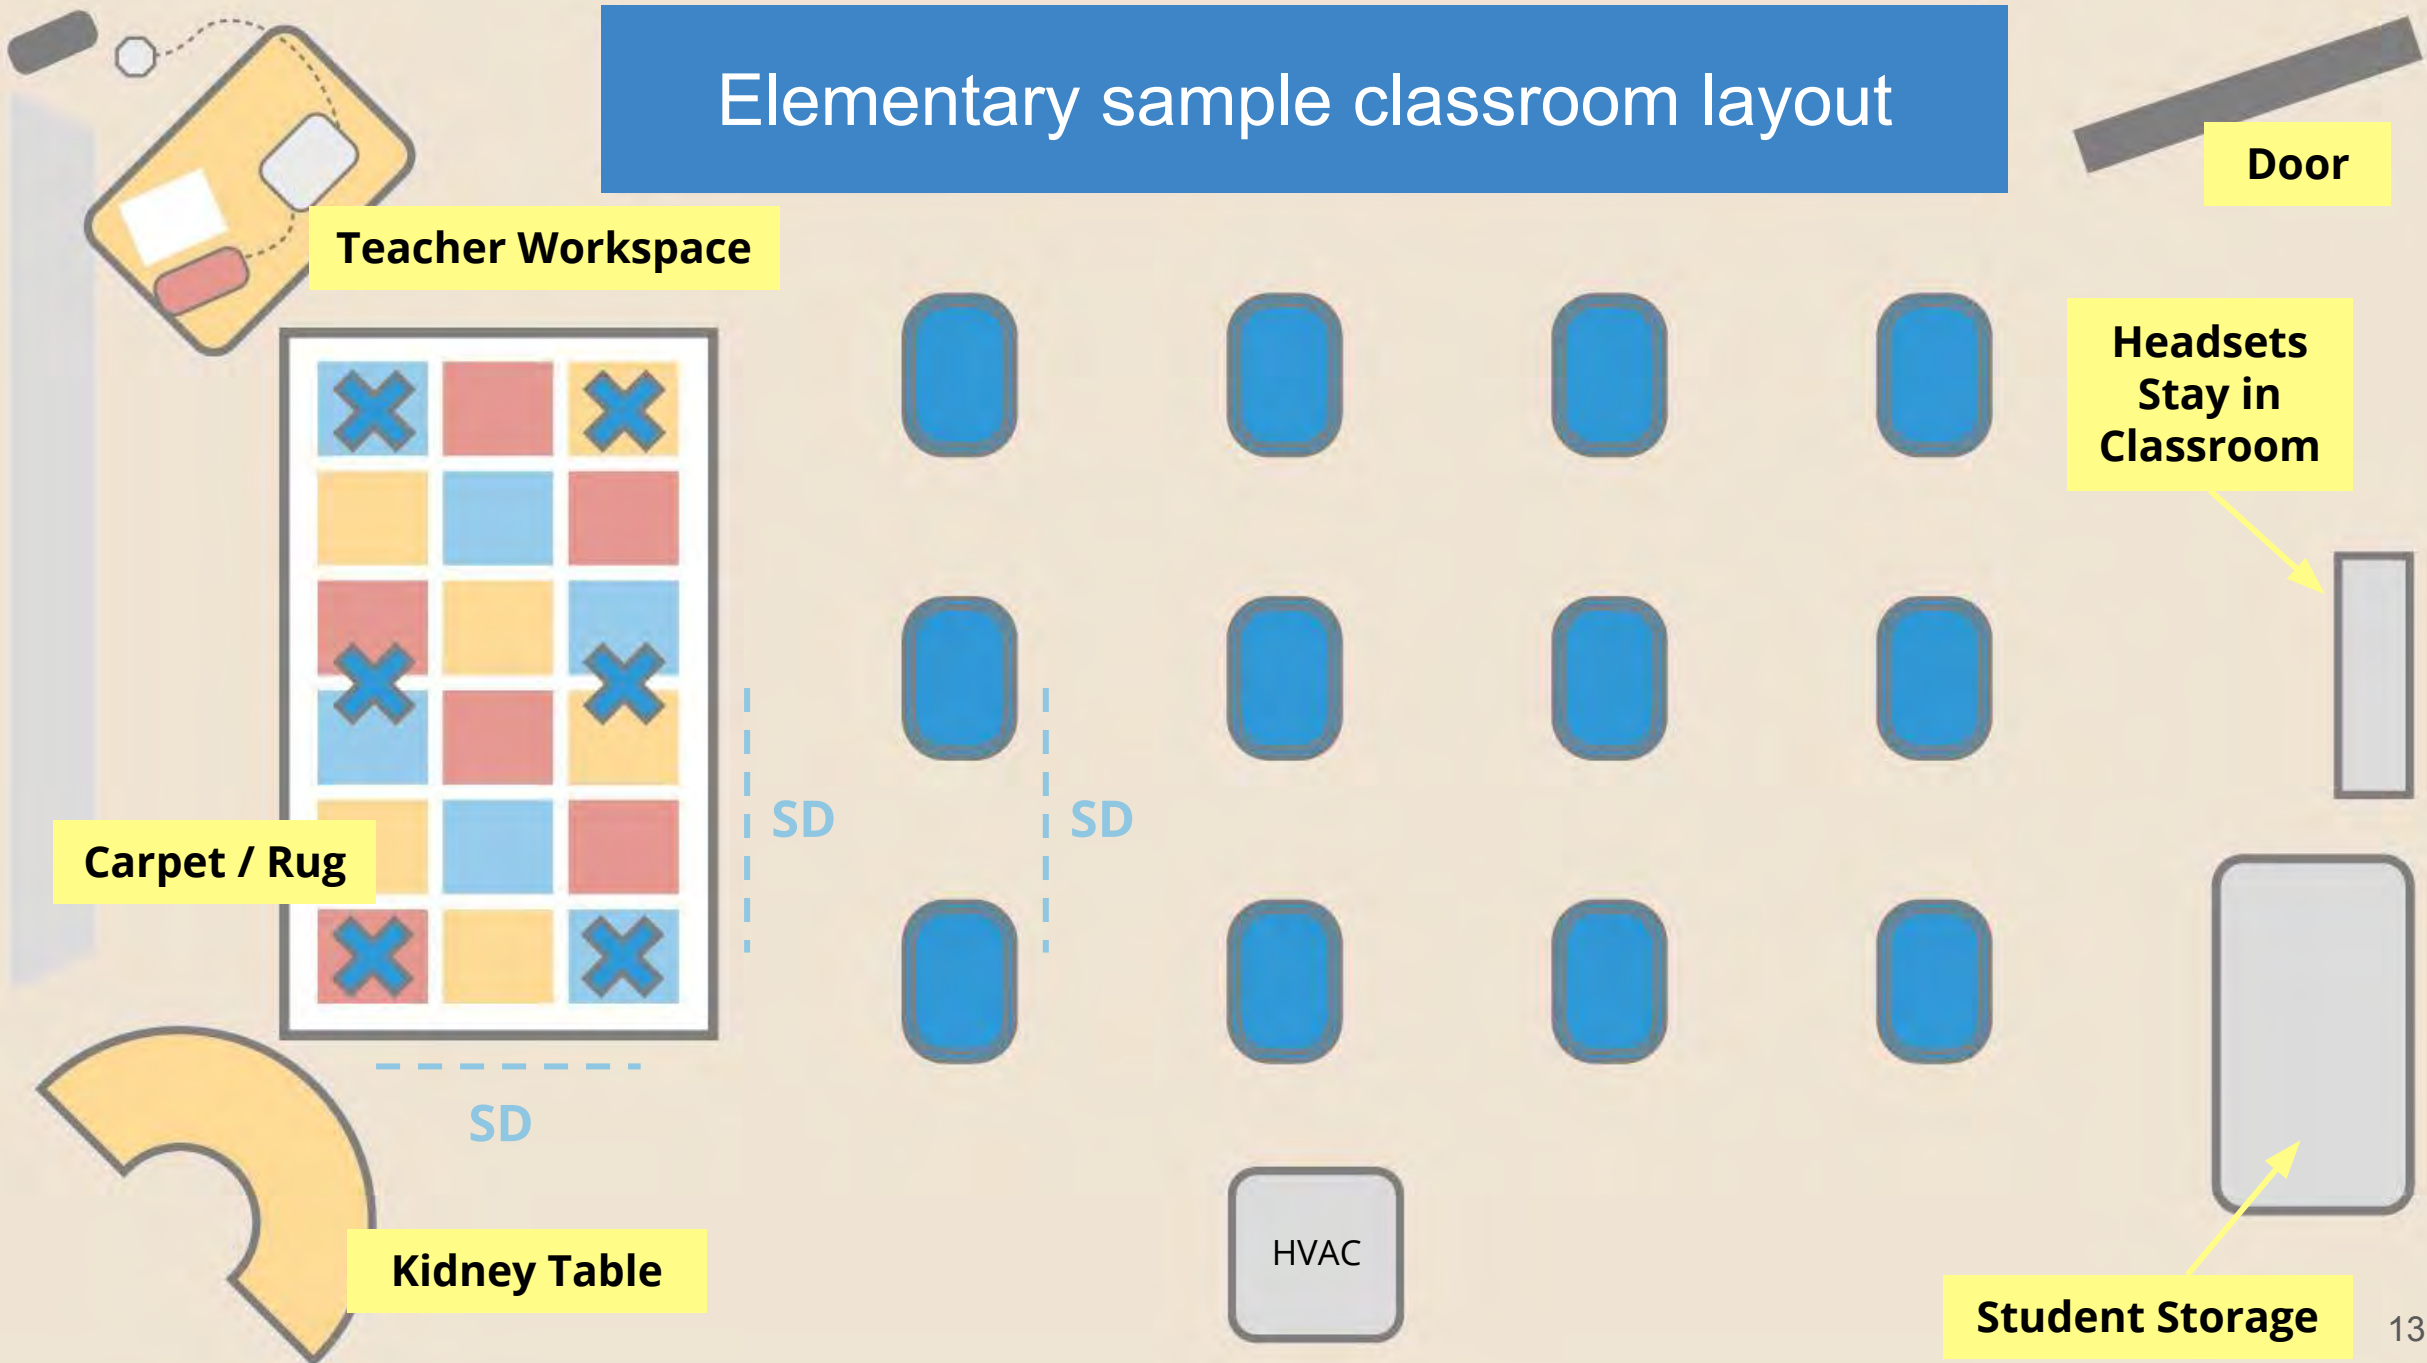 Elementary sample classroom layout
Door
Teacher Workspace
Headsets
Stay in
Classroom
SD
SD
Carpet / Rug
SD
HVAC
Kidney Table
Student Storage
13